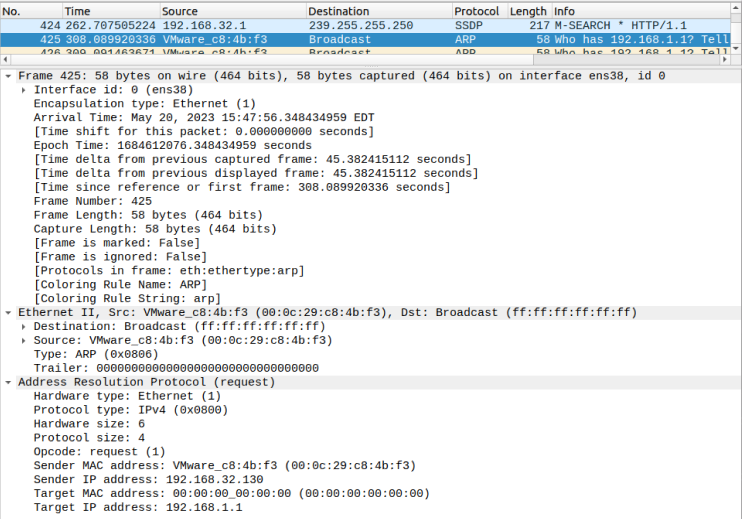 No. Time Source Destination Protocol Length Info
424 262.707505224 192.168.32.1 239.255.255.250 SSDP 217 M-SEARCH * HTTP/1.1
425 308.089920336 VMware_c8:4b:f3 Broadcast ARP 58 Who has 192.168.1.1? Tell
426 309.091463671 VMware_c8:4b:f3 Broadcast ARP 58 Who has 192.168.1.1? Tell
Frame 425: 58 bytes on wire (464 bits), 58 bytes captured (464 bits) on interface ens38, id 0
Interface id: 0 (ens38)
Encapsulation type: Ethernet (1)
Arrival Time: May 20, 2023 15:47:56.348434959 EDT
[Time shift for this packet: 0.000000000 seconds]
Epoch Time: 1684612076.348434959 seconds
[Time delta from previous captured frame: 45.382415112 seconds]
[Time delta from previous displayed frame: 45.382415112 seconds]
[Time since reference or first frame: 308.089920336 seconds]
Frame Number: 425
Frame Length: 58 bytes (464 bits)
Capture Length: 58 bytes (464 bits)
[Frame is marked: False]
[Frame is ignored: False]
[Protocols in frame: eth:ethertype:arp]
[Coloring Rule Name: ARP]
[Coloring Rule String: arp]
Ethernet II, Src: VMware_c8:4b:f3 (00:0c:29:c8:4b:f3), Dst: Broadcast (ff:ff:ff:ff:ff:ff)
Destination: Broadcast (ff:ff:ff:ff:ff:ff)
Source: VMware_c8:4b:f3 (00:0c:29:c8:4b:f3)
Type: ARP (0x0806)
Trailer: 00000000000000000000000000000000
Address Resolution Protocol (request)
Hardware type: Ethernet (1)
Protocol type: IPv4 (0x0800)
Hardware size: 6
Protocol size: 4
Opcode: request (1)
Sender MAC address: VMware_c8:4b:f3 (00:0c:29:c8:4b:f3)
Sender IP address: 192.168.32.130
Target MAC address: 00:00:00_00:00:00 (00:00:00:00:00:00)
Target IP address: 192.168.1.1